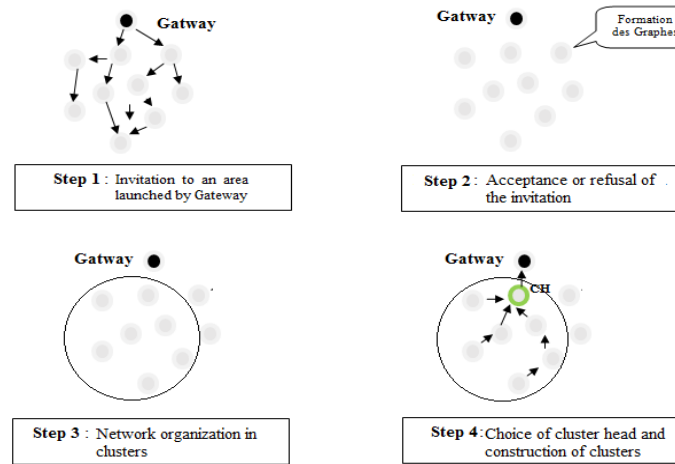 Gatway
Step 1 : Invitation to an area
launched by Gateway
Gatway
Formation
des Graphes
Step 2 : Acceptance or refusal of
the invitation
Gatway
Step 3 : Network organization in
clusters
Gatway
CH
Step 4: Choice of cluster head and
construction of clusters